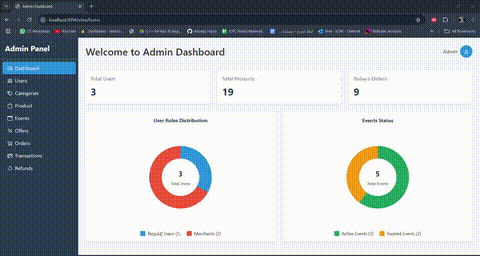 Admin Dashboard
localhost:5994/view/home
Admin Panel
Dashboard
Users
Categories
Product
Events
Offers
Orders
Transactions
Refunds
Welcome to Admin Dashboard
Admin
Total Users
3
Total Products
19
Today's Orders
9
User Roles Distribution
3
Total Users
Regular Users (1)
Merchants (2)
Events Status
5
Total Events
Active Events (3)
Expired Events (2)